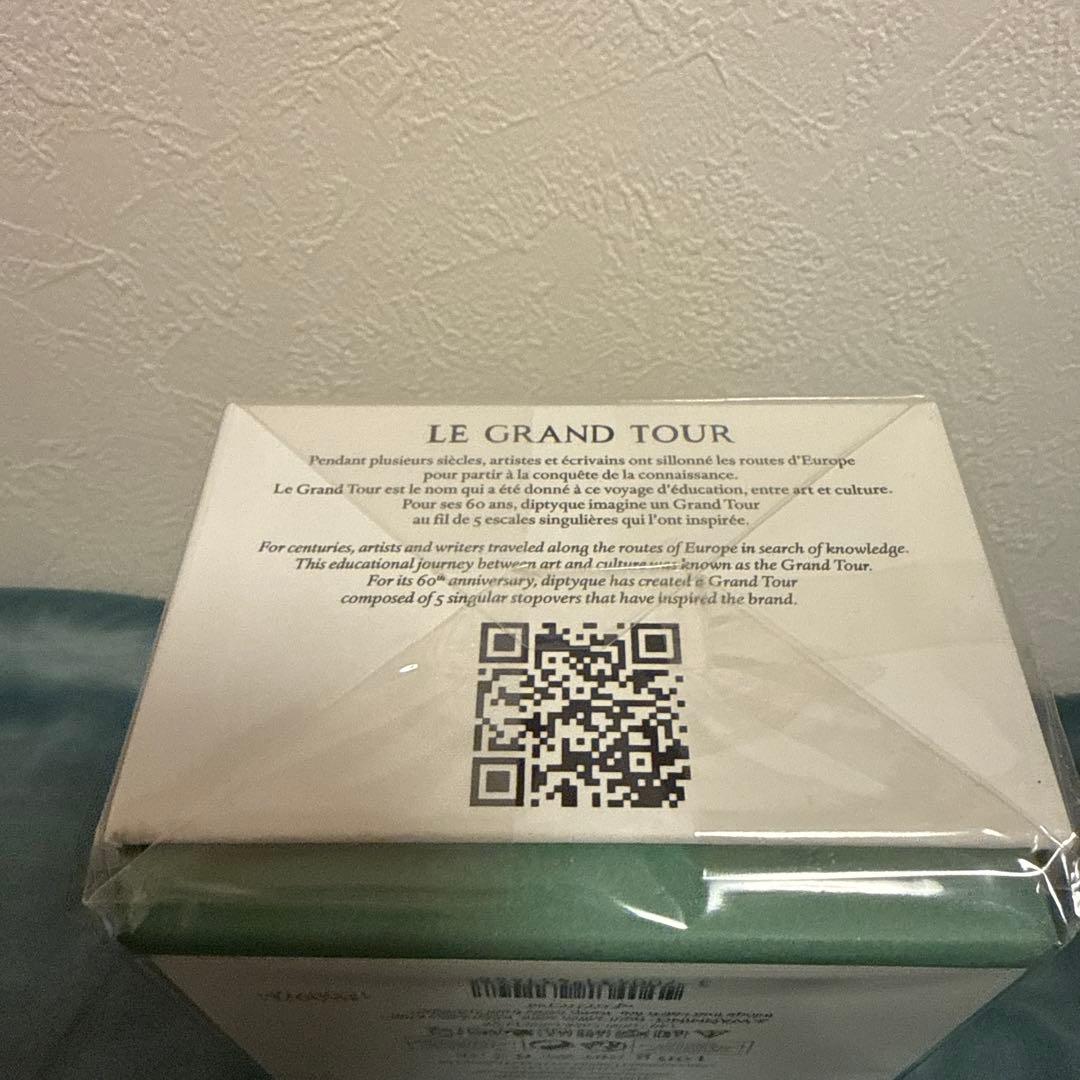 LE GRAND TOUR
Pendant plusieurs siècles, artistes et écrivains ont sillonné les routes d'Europe
pour partir à la conquête de la connaissance.
Le Grand Tour est le nom qui a été donné à ce voyage d'éducation, entre art et culture.
Pour ses 60 ans, diptyque imagine un Grand Tour
au fil de 5 escales singulières qui l'ont inspirée.
For centuries, artists and writers traveled along the routes of Europe in search of knowledge.
This educational journey between art and culture was known as the Grand Tour.
For its 60th anniversary, diptyque has created a Grand Tour
composed of 5 singular stopovers that have inspired the brand.